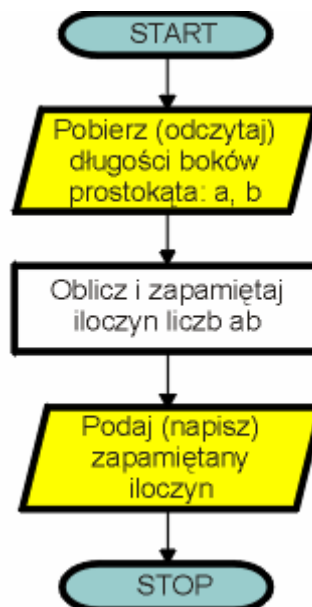 START
Pobierz (odczytaj)
długości boków
prostokąta: a, b
Oblicz i zapamiętaj
iloczyn liczb ab
Podaj (napisz)
zapamiętany
iloczyn
STOP